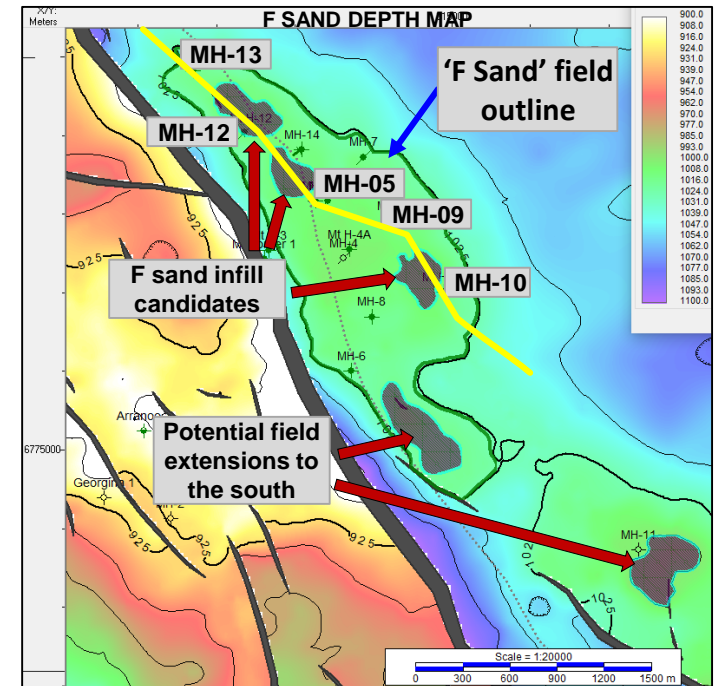 X/Y:
Meters
F SAND DEPTH MAP
900.0
908.0
916.0
924.0
931.0
939.0
947.0
954.0
962.0
970.0
977.0
985.0
993.0
1000.0
1008.0
1016.0
1024.0
1031.0
1039.0
1047.0
1054.0
1062.0
1070.0
1077.0
1085.0
1093.0
1100.0
MH-13
'F Sand' field
outline
1025
MH-12
MH-14
MH-7
MH-05
MH-09
1025
925
Mt H-4A
MH-4
F sand infill
candidates
MH-10
MH-8
MH-6
6775000
Potential field
extensions to
the south
Georgina 1
925
925
MH-11
1025
Scale = 1:20000
0 300 600 900 1200 1500 m